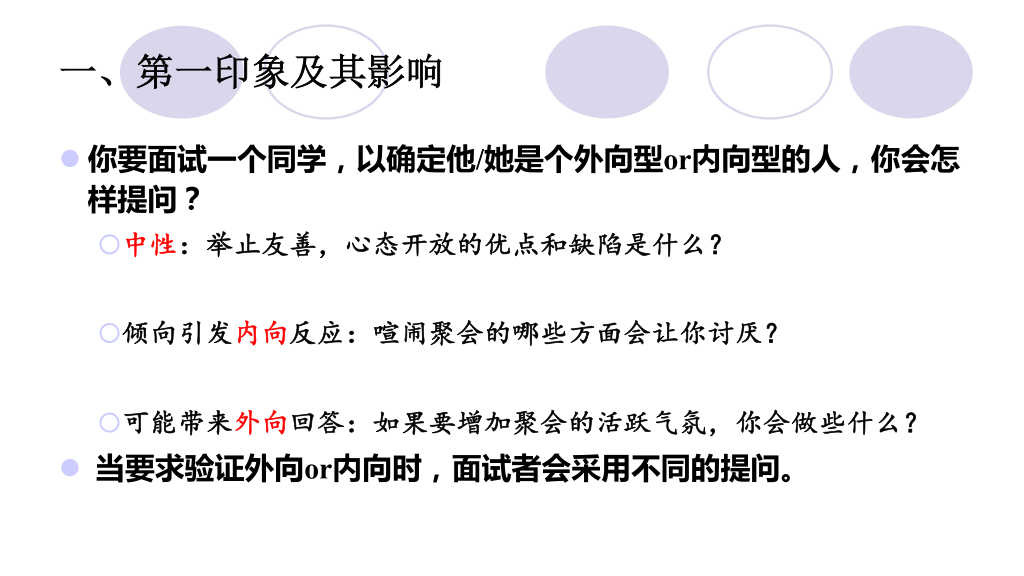 一、第一印象及其影响
你要面试一个同学，以确定他/她是个外向型or内向型的人，你会怎
样提问？
中性：举止友善，心态开放的优点和缺陷是什么？
倾向引发内向反应：喧闹聚会的哪些方面会让你讨厌？
可能带来外向回答：如果要增加聚会的活跃气氛，你会做些什么？
当要求验证外向or内向时，面试者会采用不同的提问。